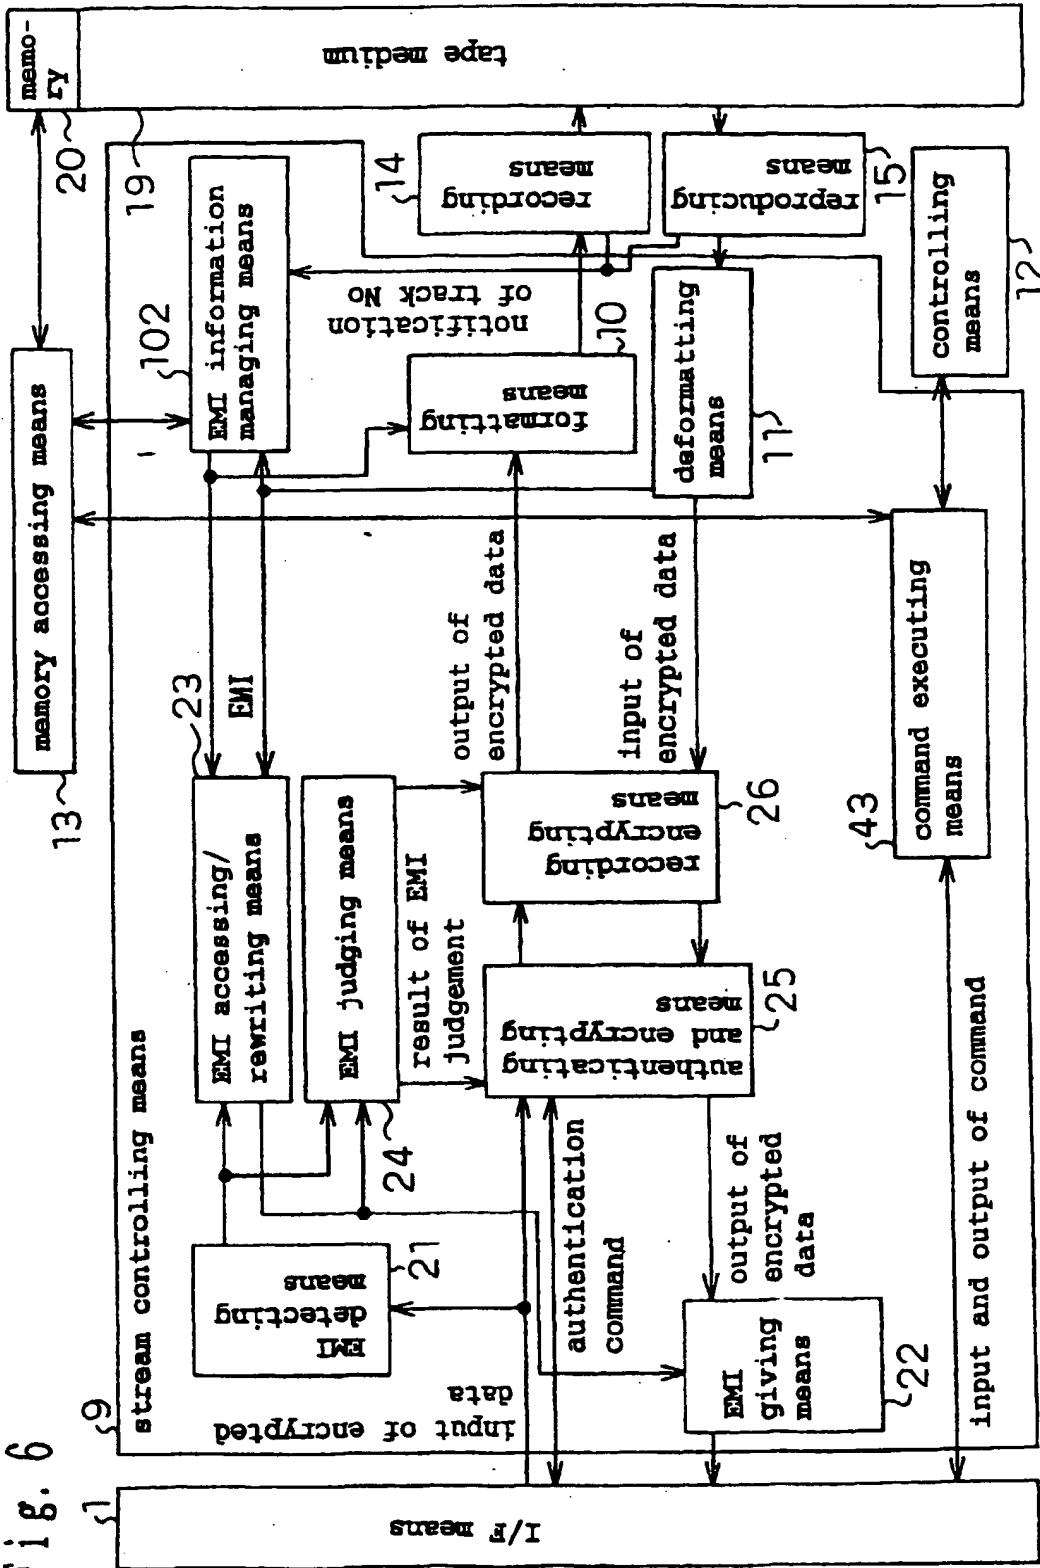 Fig. 6
1
I/F means
9
stream controlling means
input of encrypted
data
EMI
detecting
means
21
EMI accessing/
rewriting means
23
EMI
EMI judging means
24
result of EMI
judgement
authenticating
and encrypting
means
25
recording
encrypting
means
26
authentication
command
output of
encrypted
data
EMI
giving
means
22
output of
encrypted data
input of
encrypted data
13
memory accessing means
102
EMI information
managing means
notification
of track No
formatting
means
10
deformatting
means
11
14
recording
means
reproducing
means
15
memo-
ry
20
19
tape medium
controlling
means
12
43
command executing
means
input and output of command